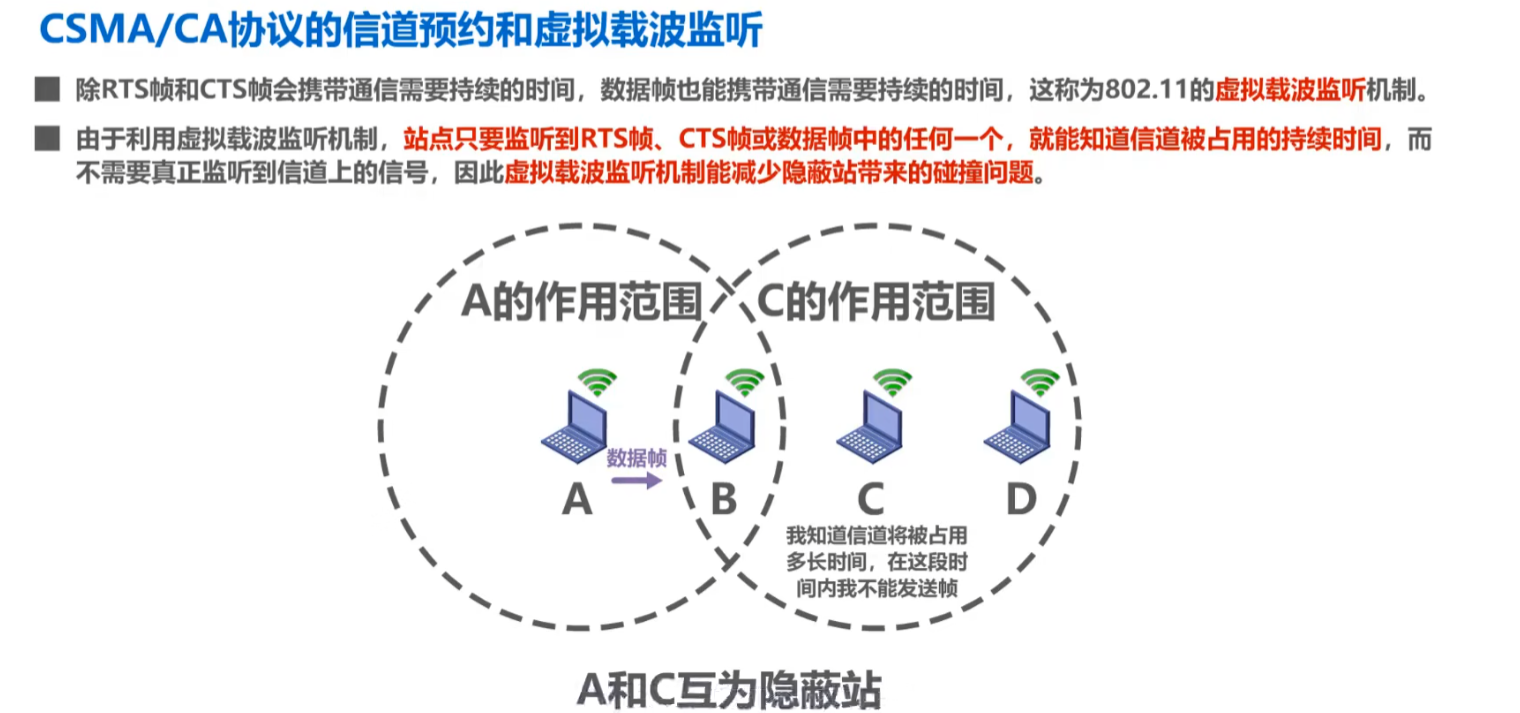 CSMA/CA协议的信道预约和虚拟载波监听
除RTS帧和CTS帧会携带通信需要持续的时间，数据帧也能携带通信需要持续的时间，这称为802.11的虚拟载波监听机制。
由于利用虚拟载波监听机制，站点只要监听到RTS帧、CTS帧或数据帧中的任何一个，就能知道信道被占用的持续时间，而
不需要真正监听到信道上的信号，因此虚拟载波监听机制能减少隐蔽站带来的碰撞问题。
A的作用范围
C的作用范围
数据帧
A
B
C
D
我知道信道将被占用
多长时间，在这段时
间内我不能发送帧
A和C互为隐蔽站